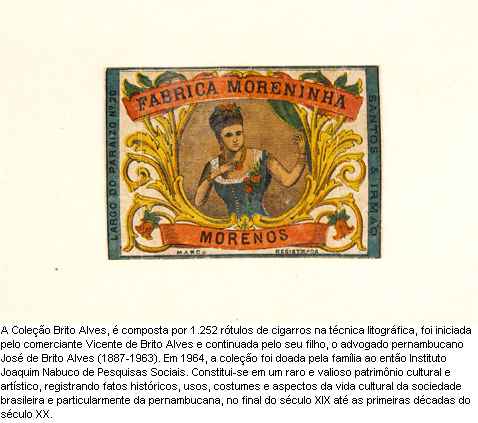 FABRICA MORENINHA
LARGO DO PARAIZO Nº 20
SANTOS & IRMÃO
MORENOS
MARCA REGISTRADA
A Coleção Brito Alves, é composta por 1.252 rótulos de cigarros na técnica litográfica, foi iniciada
pelo comerciante Vicente de Brito Alves e continuada pelo seu filho, o advogado pernambucano
José de Brito Alves (1887-1963). Em 1964, a coleção foi doada pela família ao então Instituto
Joaquim Nabuco de Pesquisas Sociais. Constitui-se em um raro e valioso patrimônio cultural e
artístico, registrando fatos históricos, usos, costumes e aspectos da vida cultural da sociedade
brasileira e particularmente da pernambucana, no final do século XIX até as primeiras décadas do
século XX.